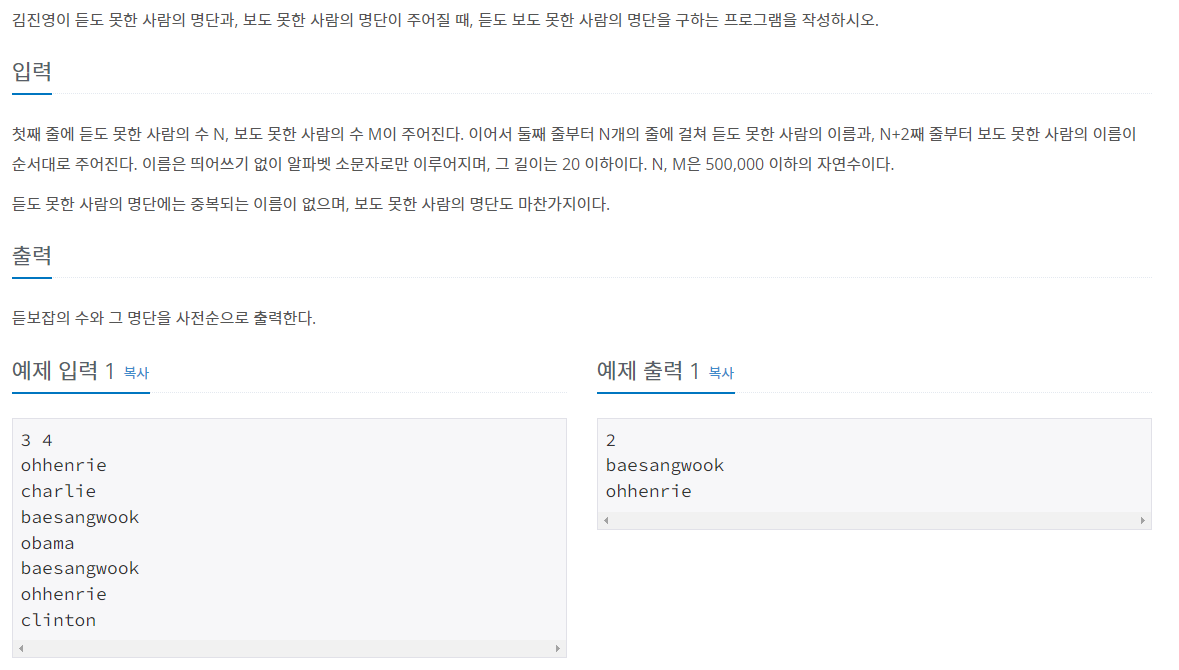 김진영이 듣도 못한 사람의 명단과, 보도 못한 사람의 명단이 주어질 때, 듣도 보도 못한 사람의 명단을 구하는 프로그램을 작성하시오.
입력
첫째 줄에 듣도 못한 사람의 수 N, 보도 못한 사람의 수 M이 주어진다. 이어서 둘째 줄부터 N개의 줄에 걸쳐 듣도 못한 사람의 이름과, N+2째 줄부터 보도 못한 사람의 이름이
순서대로 주어진다. 이름은 띄어쓰기 없이 알파벳 소문자로만 이루어지며, 그 길이는 20 이하이다. N, M은 500,000 이하의 자연수이다.
듣도 못한 사람의 명단에는 중복되는 이름이 없으며, 보도 못한 사람의 명단도 마찬가지이다.
출력
듣보잡의 수와 그 명단을 사전순으로 출력한다.
예제 입력 1 복사
3 4
ohhenrie
charlie
baesangwook
obama
baesangwook
ohhenrie
clinton
예제 출력 1 복사
2
baesangwook
ohhenrie